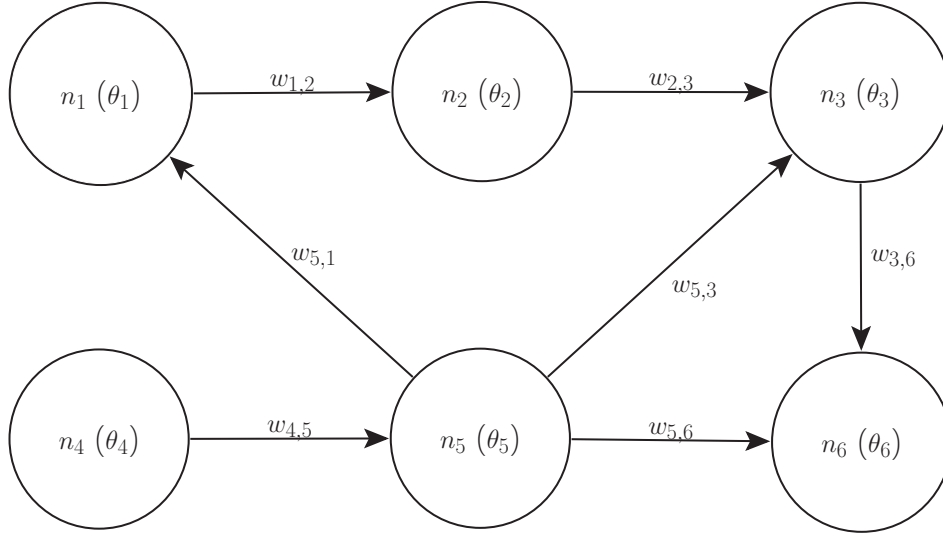 n₁ (θ₁)
w₁,₂
n₂ (θ₂)
w₂,₃
n₃ (θ₃)
w₅,₁
w₅,₃
w₃,₆
n₄ (θ₄)
w₄,₅
n₅ (θ₅)
w₅,₆
n₆ (θ₆)